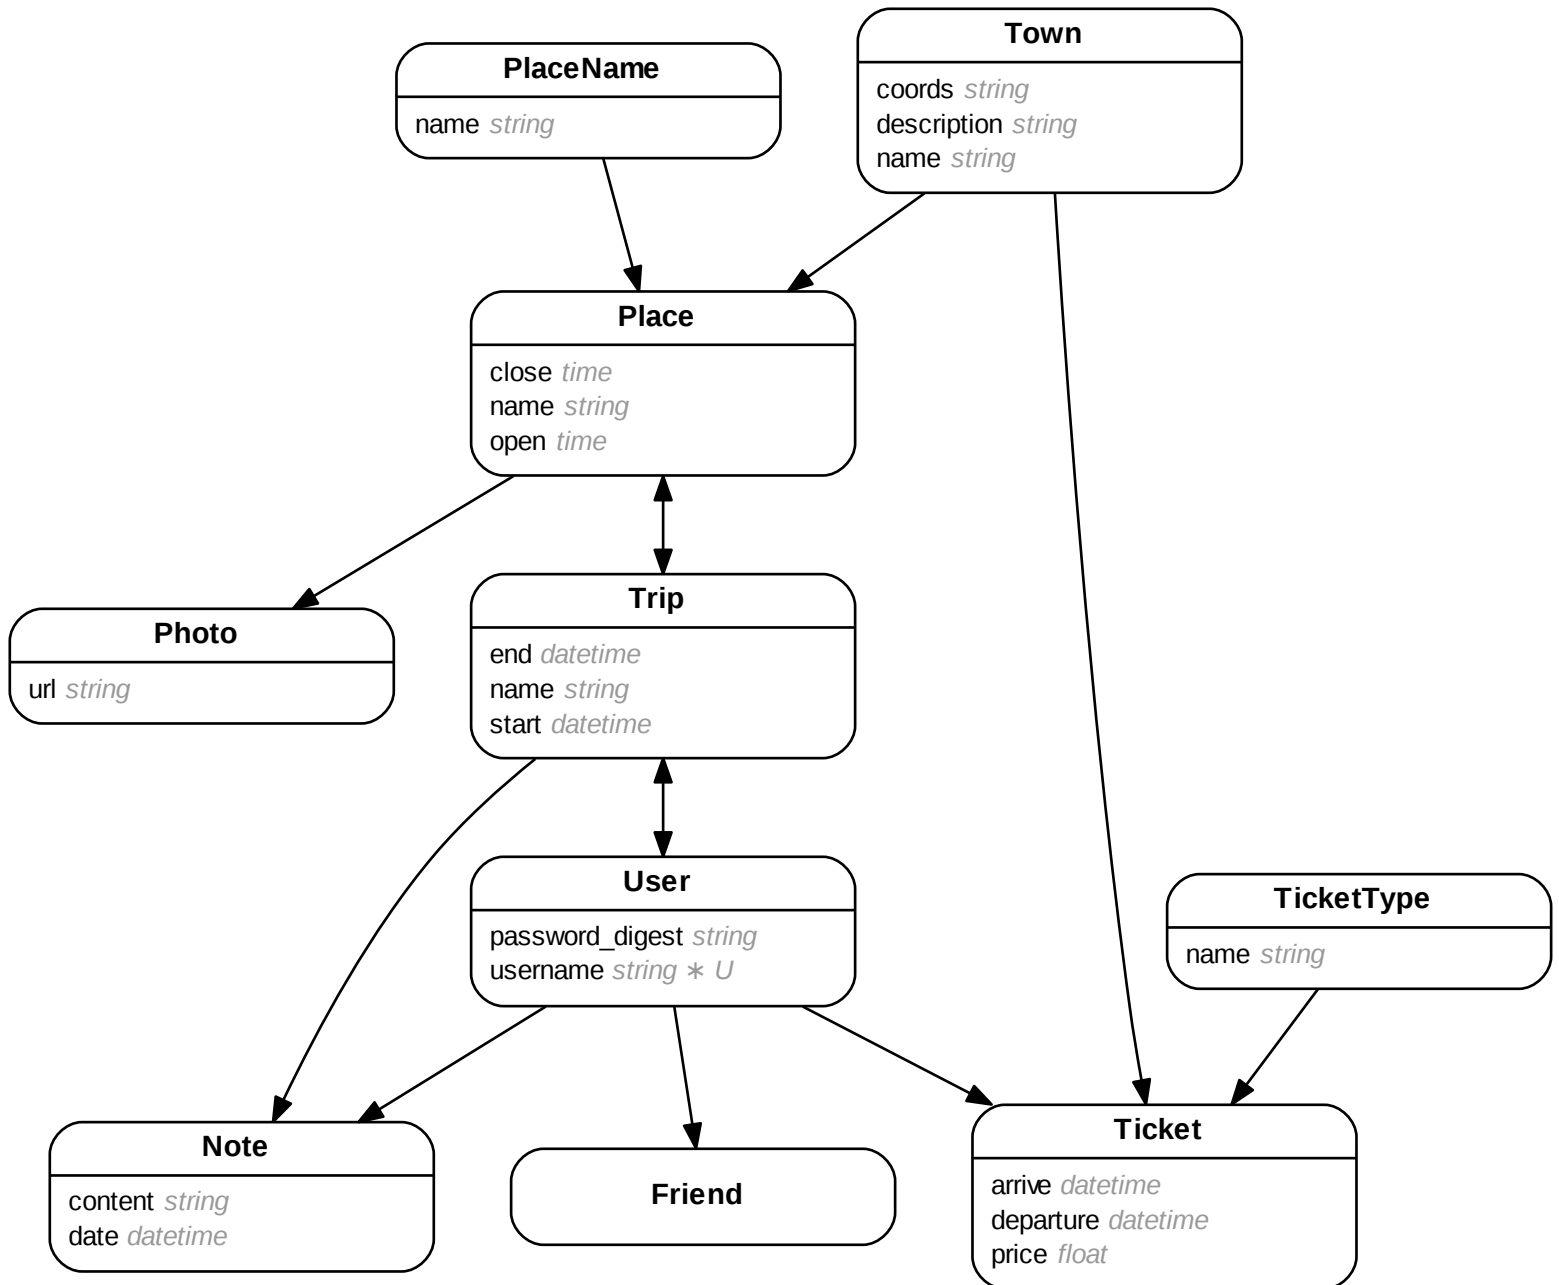 PlaceName
name string
Town
coords string
description string
name string
Place
close time
name string
open time
Photo
url string
Trip
end datetime
name string
start datetime
User
password_digest string
username string ∗ U
TicketType
name string
Note
content string
date datetime
Friend
Ticket
arrive datetime
departure datetime
price float